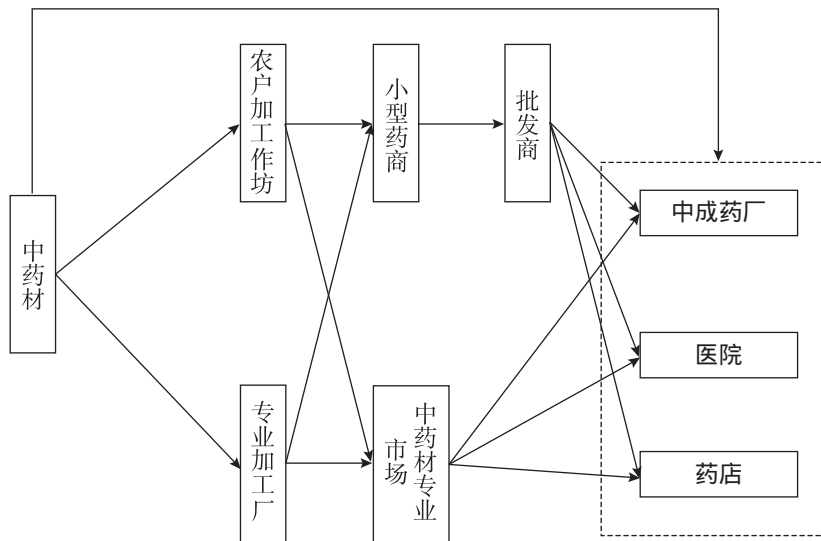 中药材
农户加工作坊
专业加工厂
小型药商
中药材专业
市场
批发商
中成药厂
医院
药店